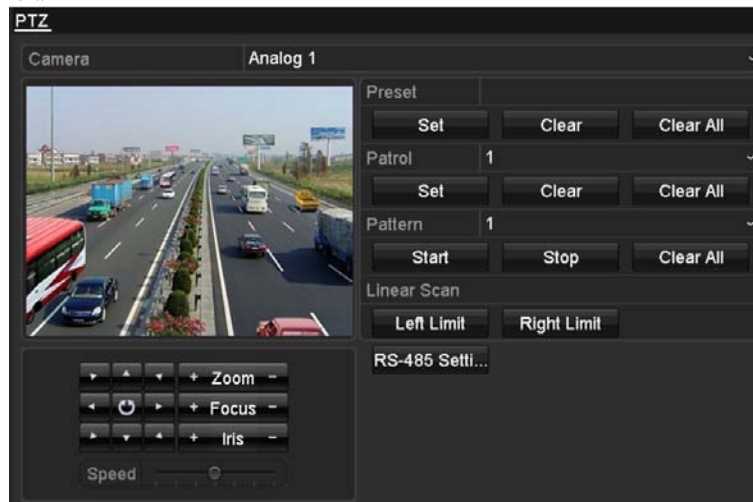 PTZ
Camera Analog 1
Preset
Set Clear Clear All
Patrol 1
Set Clear Clear All
Pattern 1
Start Stop Clear All
Linear Scan
Left Limit Right Limit
RS-485 Setti...
+ Zoom -
+ Focus -
+ Iris -
Speed